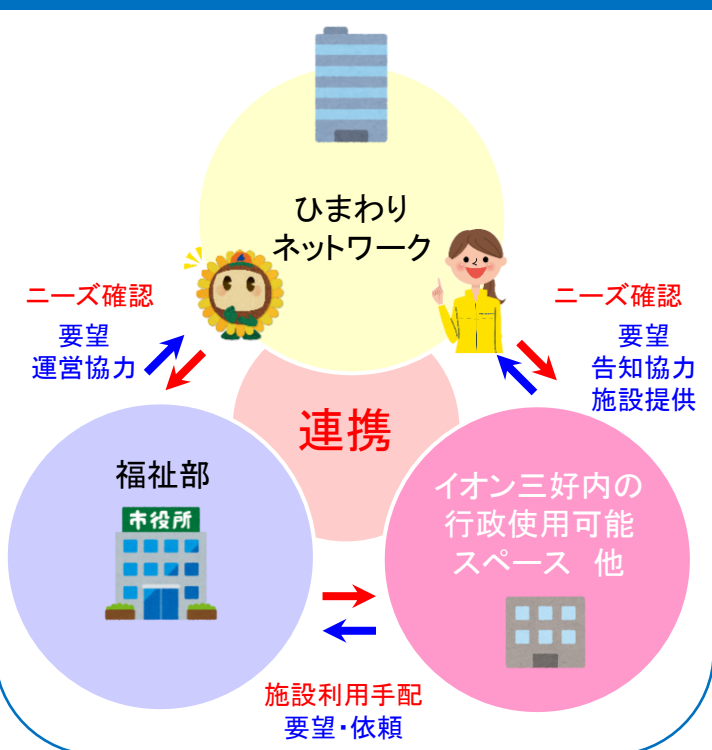 ひまわり
ネットワーク
ニーズ確認
要望
運営協力
ニーズ確認
要望
告知協力
施設提供
連携
福祉部
市役所
イオン三好内の
行政使用可能
スペース 他
施設利用手配
要望・依頼